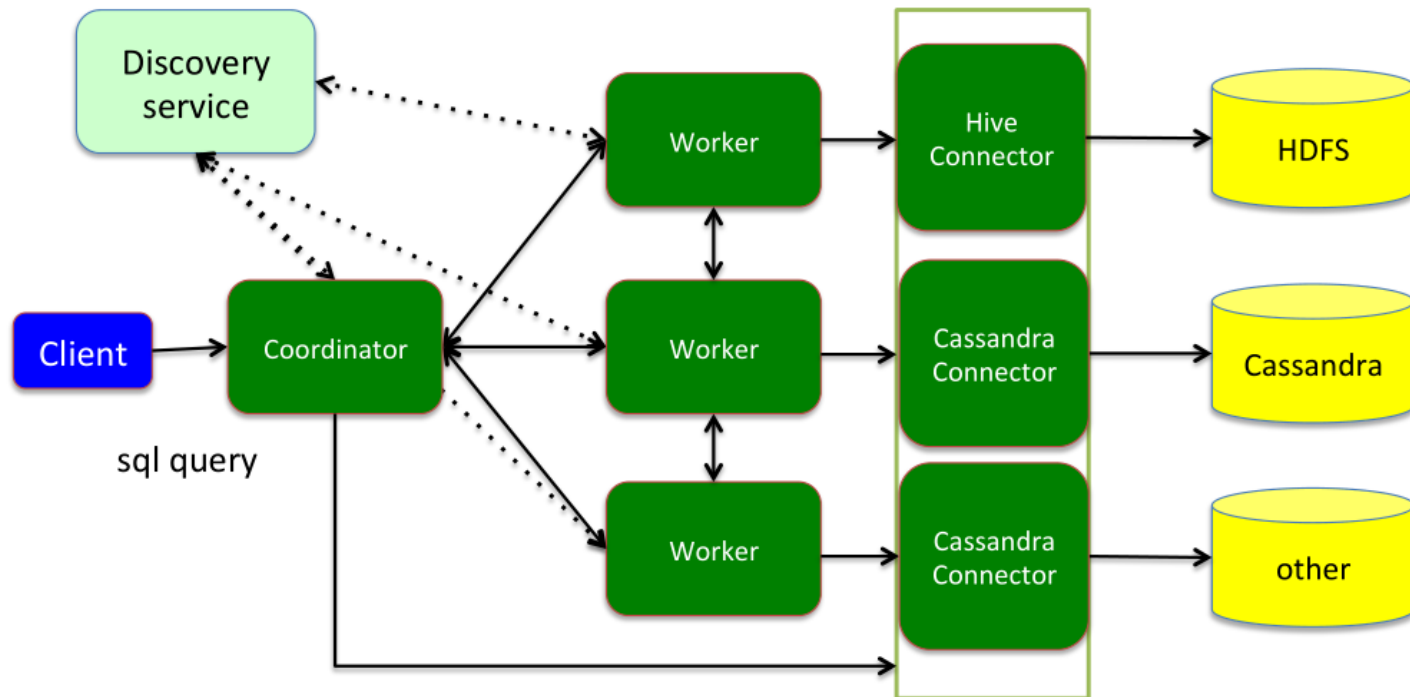 Discovery
service
Worker
Hive
Connector
HDFS
Client
Coordinator
Worker
Cassandra
Connector
Cassandra
sql query
Worker
Cassandra
Connector
other